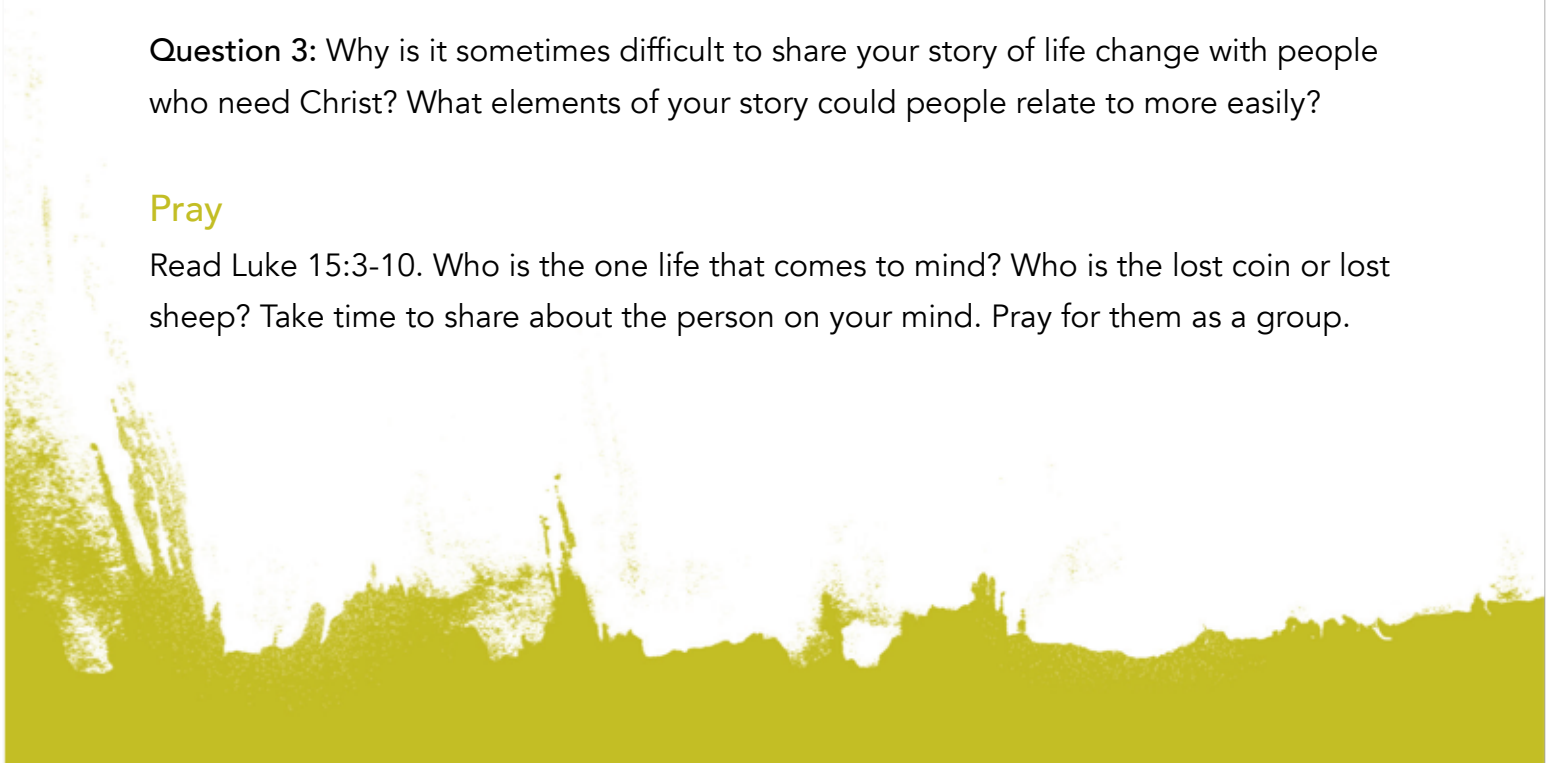 Question 3: Why is it sometimes difficult to share your story of life change with people
who need Christ? What elements of your story could people relate to more easily?
Pray
Read Luke 15:3-10. Who is the one life that comes to mind? Who is the lost coin or lost
sheep? Take time to share about the person on your mind. Pray for them as a group.